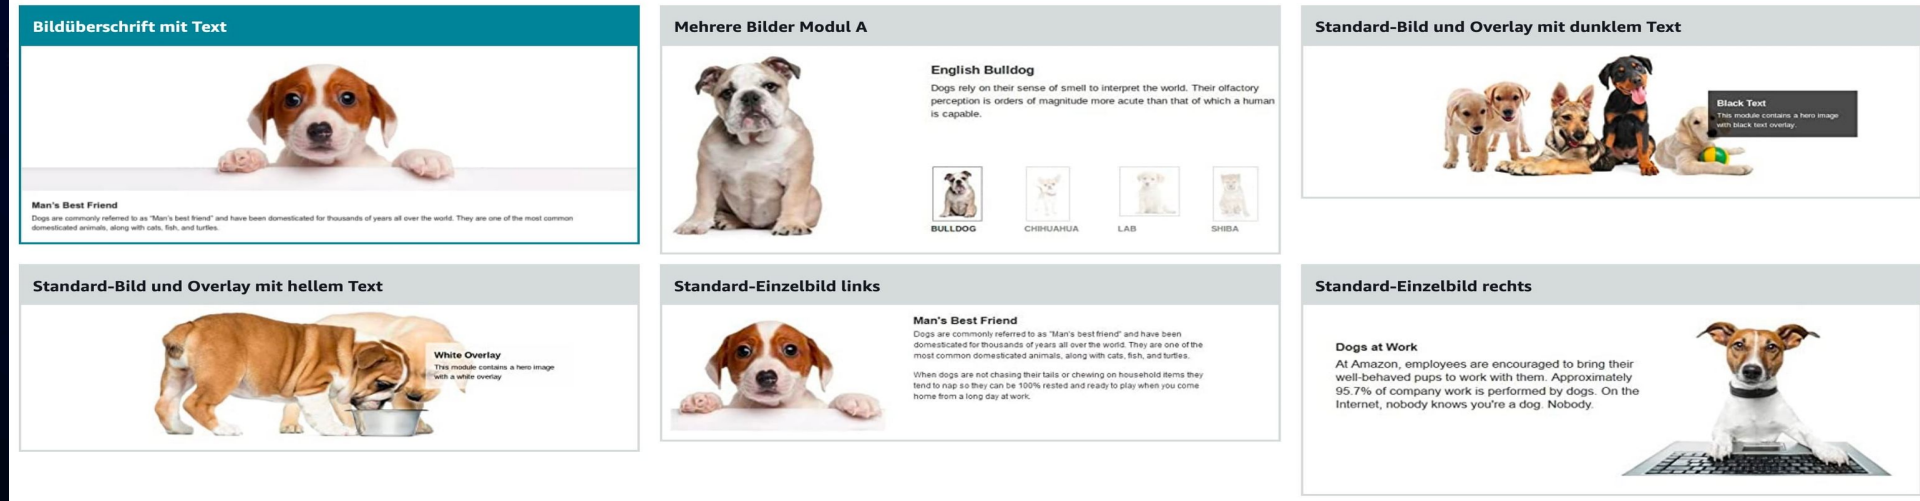 Bildüberschrift mit Text
Man's Best Friend
Dogs are commonly referred to as "Man's best friend" and have been domesticated for thousands of years all over the world. They are one of the most common
domesticated animals, along with cats, fish, and turtles.
Mehrere Bilder Modul A
English Bulldog
Dogs rely on their sense of smell to interpret the world. Their olfactory
perception is orders of magnitude more acute than that of which a human
is capable.
BULLDOG
CHIHUAHUA
LAB
SHIBA
Standard-Bild und Overlay mit dunklem Text
Black Text
This module contains a hero image
with black text overlay.
Standard-Bild und Overlay mit hellem Text
White Overlay
This module contains a hero image
with a white overlay
Standard-Einzelbild links
Man's Best Friend
Dogs are commonly referred to as "Man's best friend" and have been
domesticated for thousands of years all over the world. They are one of the
most common domesticated animals, along with cats, fish, and turtles.
When dogs are not chasing their tails or chewing on household items they
tend to nap so they can be 100% rested and ready to play when you come
home from a long day at work.
Standard-Einzelbild rechts
Dogs at Work
At Amazon, employees are encouraged to bring their
well-behaved pups to work with them. Approximately
95.7% of company work is performed by dogs. On the
Internet, nobody knows you're a dog. Nobody.